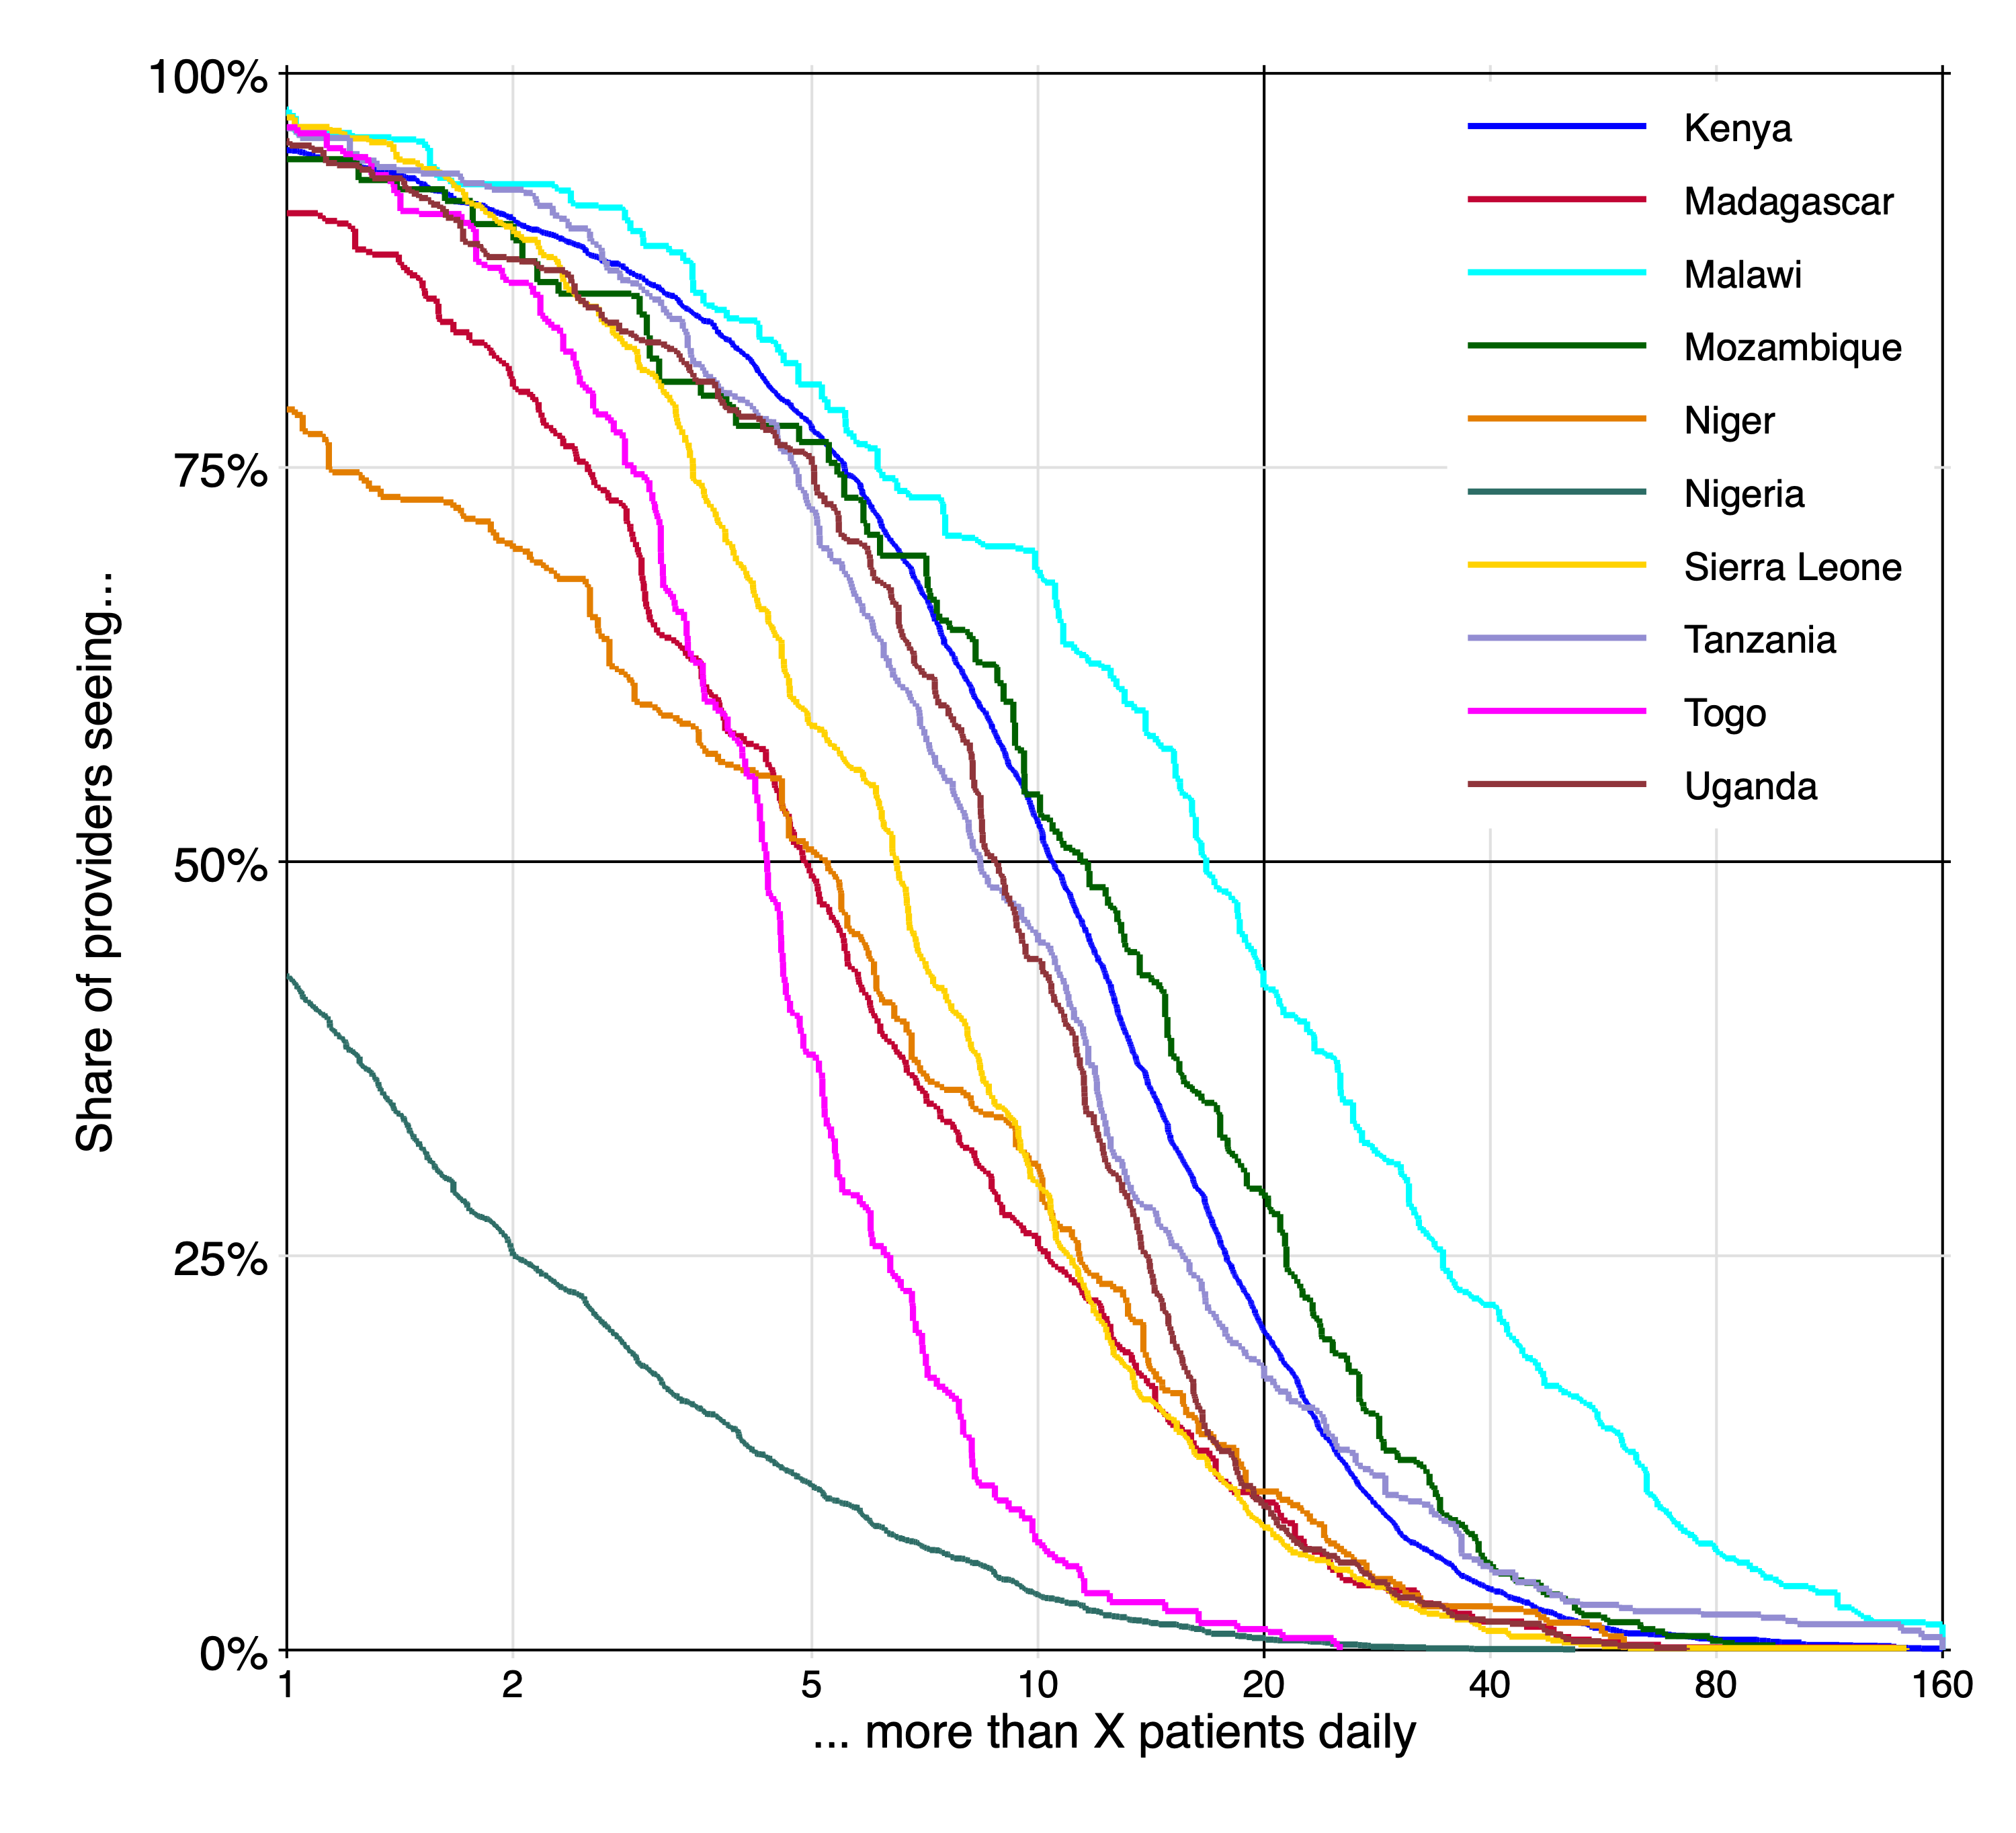 100%
75%
50%
25%
0%
Share of providers seeing...
Kenya
Madagascar
Malawi
Mozambique
Niger
Nigeria
Sierra Leone
Tanzania
Togo
Uganda
1 2 5 10 20 40 80 160
... more than X patients daily